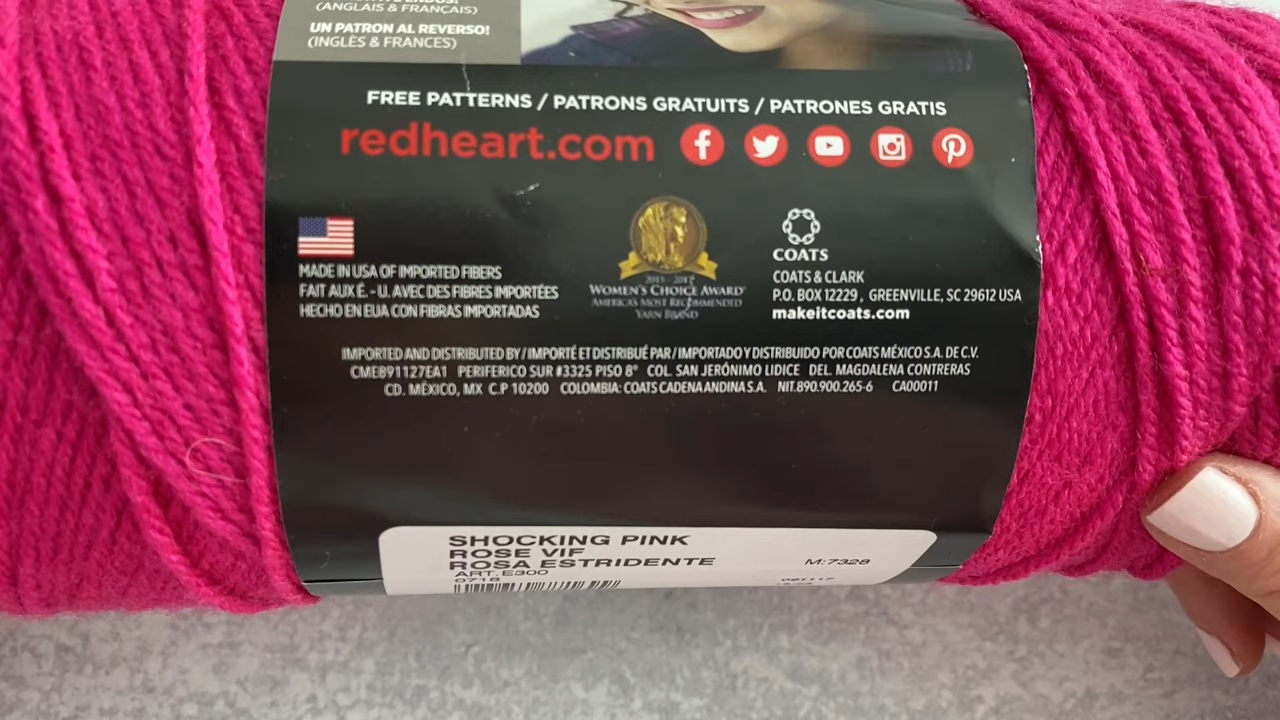 (ANGLAIS & FRANÇAIS)
UN PATRON AL REVERSO!
(INGLÉS & FRANCES)
FREE PATTERNS / PATRONS GRATUITS / PATRONES GRATIS
redheart.com
MADE IN USA OF IMPORTED FIBERS
FAIT AUX É.-U. AVEC DES FIBRES IMPORTÉES
HECHO EN EUA CON FIBRAS IMPORTADAS
2015 - 2017
WOMEN'S CHOICE AWARD
AMERICA'S MOST RECOMMENDED
YARN BRAND
COATS
COATS & CLARK
P.O. BOX 12229, GREENVILLE, SC 29612 USA
makeitcoats.com
IMPORTED AND DISTRIBUTED BY / IMPORTÉ ET DISTRIBUÉ PAR / IMPORTADO Y DISTRIBUIDO POR COATS MÉXICO S.A. DE C.V.
CME891127EA1 PERIFERICO SUR #3325 PISO 8° COL. SAN JERÓNIMO LIDICE DEL. MAGDALENA CONTRERAS
CD. MÉXICO, MX C.P 10200 COLOMBIA: COATS CADENA ANDINA S.A. NIT.890.900.265-6 CA00011
SHOCKING PINK
ROSE VIF
ROSA ESTRIDENTE
ART. E300
M:7328
0718